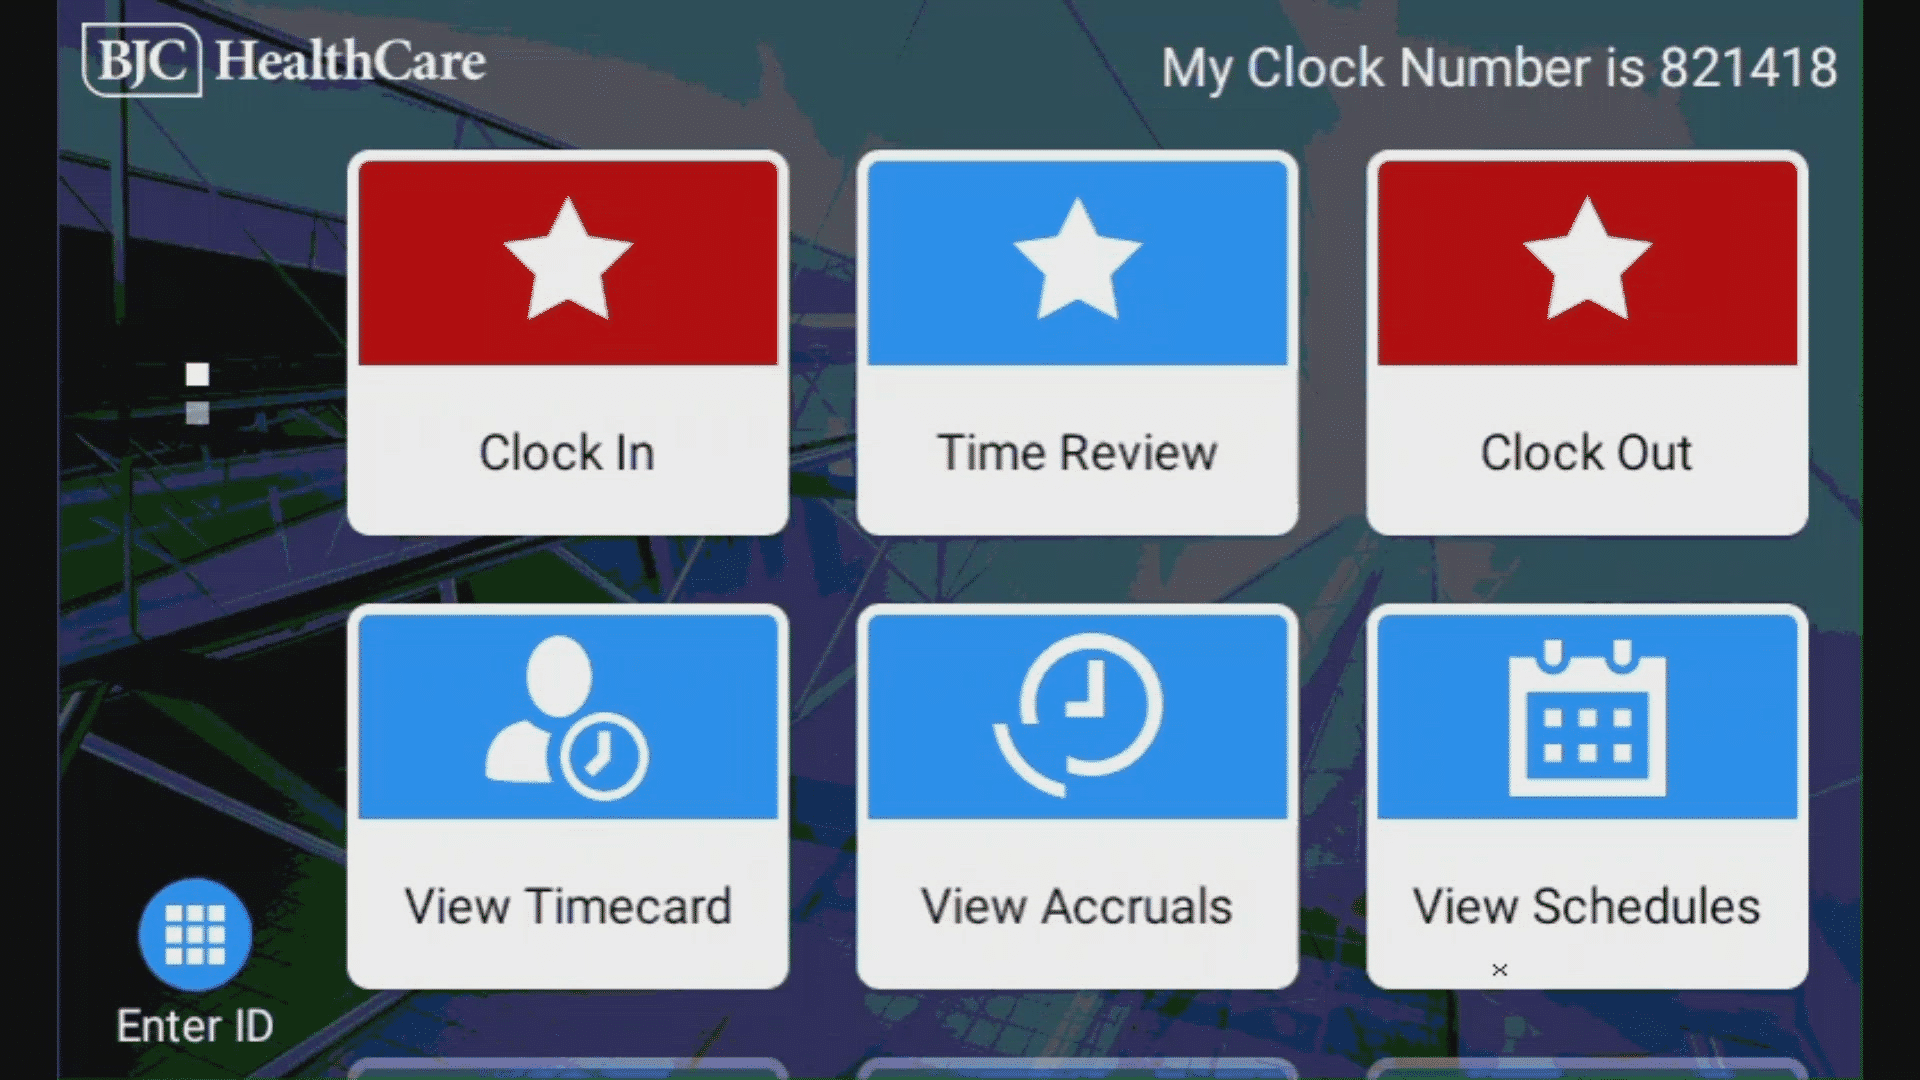 BJC HealthCare
My Clock Number is 821418
Clock In
Time Review
Clock Out
View Timecard
View Accruals
View Schedules
Enter ID